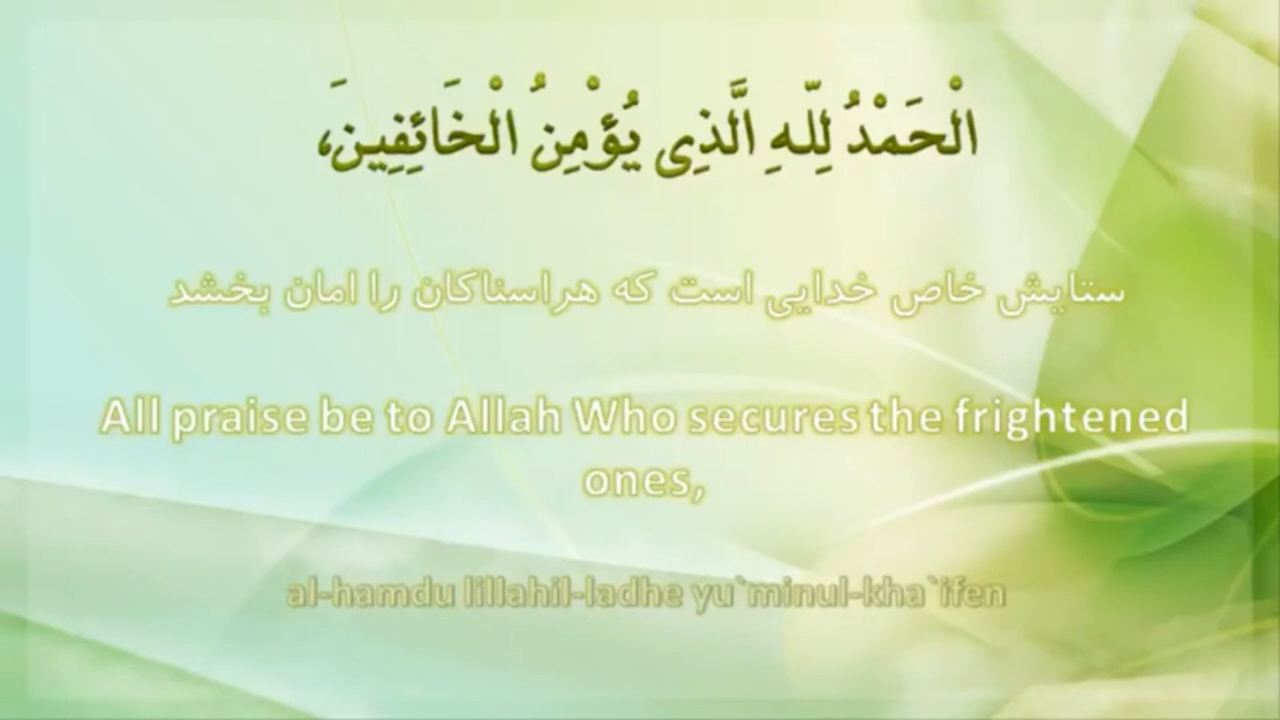 الْحَمْدُ لِلّهِ الَّذِى يُؤْمِنُ الْخَائِفِينَ،
ستایش خاص خدایی است که هراسناکان را امان بخشد
All praise be to Allah Who secures the frightened
ones,
al-hamdu lillahil-ladhe yu`minul-kha`ifen